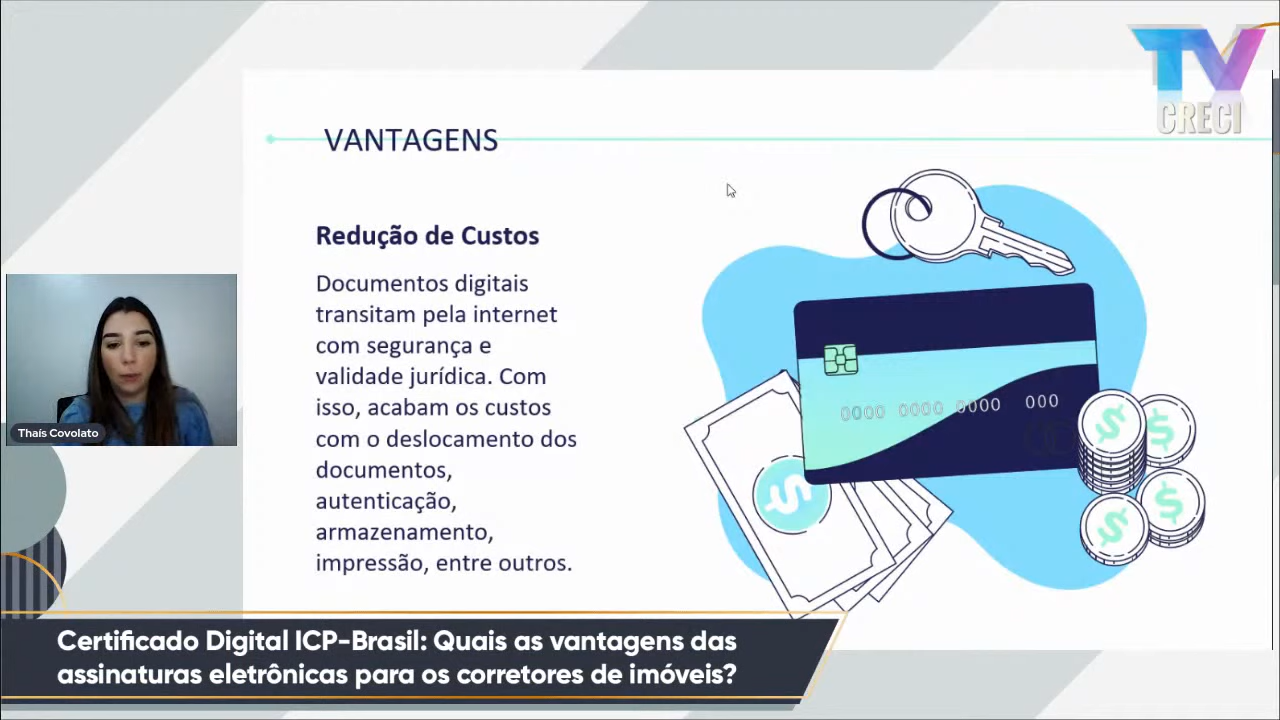 TV
CRECI
VANTAGENS
Redução de Custos
Documentos digitais
transitam pela internet
com segurança e
validade jurídica. Com
isso, acabam os custos
com o deslocamento dos
documentos,
autenticação,
armazenamento,
impressão, entre outros.
0000 0000 0000 000
$ $
$ $
$
Thaís Covolato
Certificado Digital ICP-Brasil: Quais as vantagens das
assinaturas eletrônicas para os corretores de imóveis?